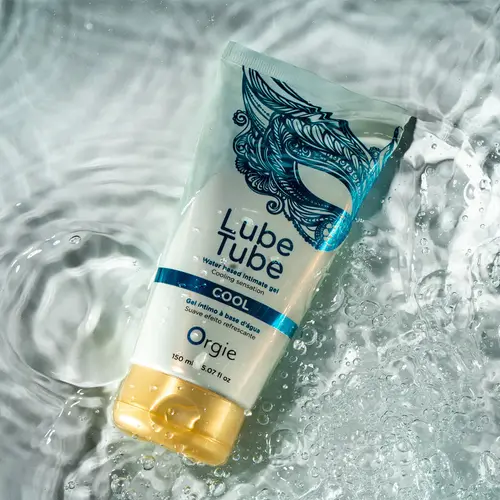 Lube
Tube
Water based intimate gel
Cooling sensation
COOL
Gel íntimo à base d'água
Suave efeito refrescante
Orgie
150 ml 5.07 fl oz